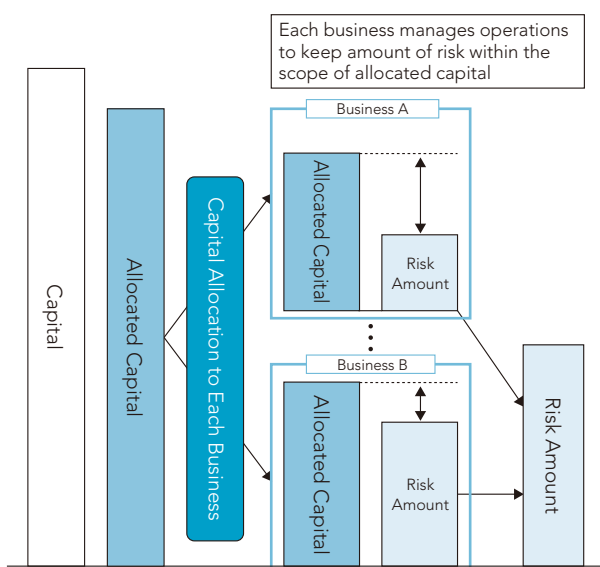 Each business manages operations
to keep amount of risk within the
scope of allocated capital
Capital
Allocated Capital
Capital Allocation to Each Business
Business A
Allocated Capital
Risk
Amount
Business B
Allocated Capital
Risk
Amount
Risk Amount